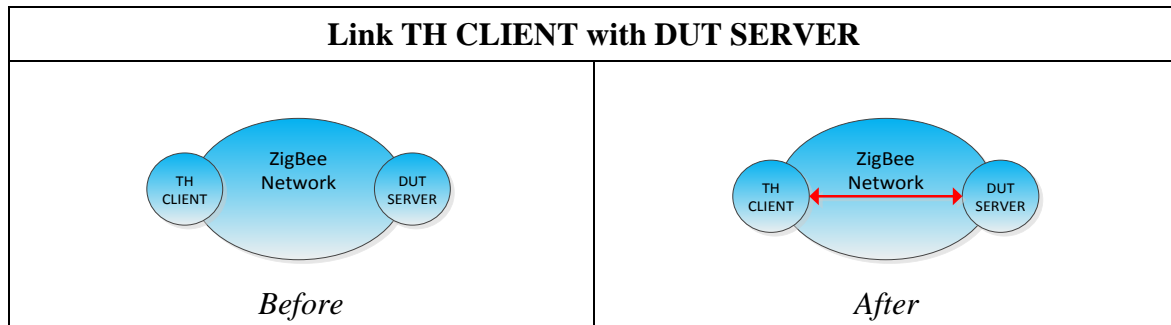 Link TH CLIENT with DUT SERVER
TH
CLIENT
ZigBee
Network
DUT
SERVER
Before
TH
CLIENT
ZigBee
Network
DUT
SERVER
After